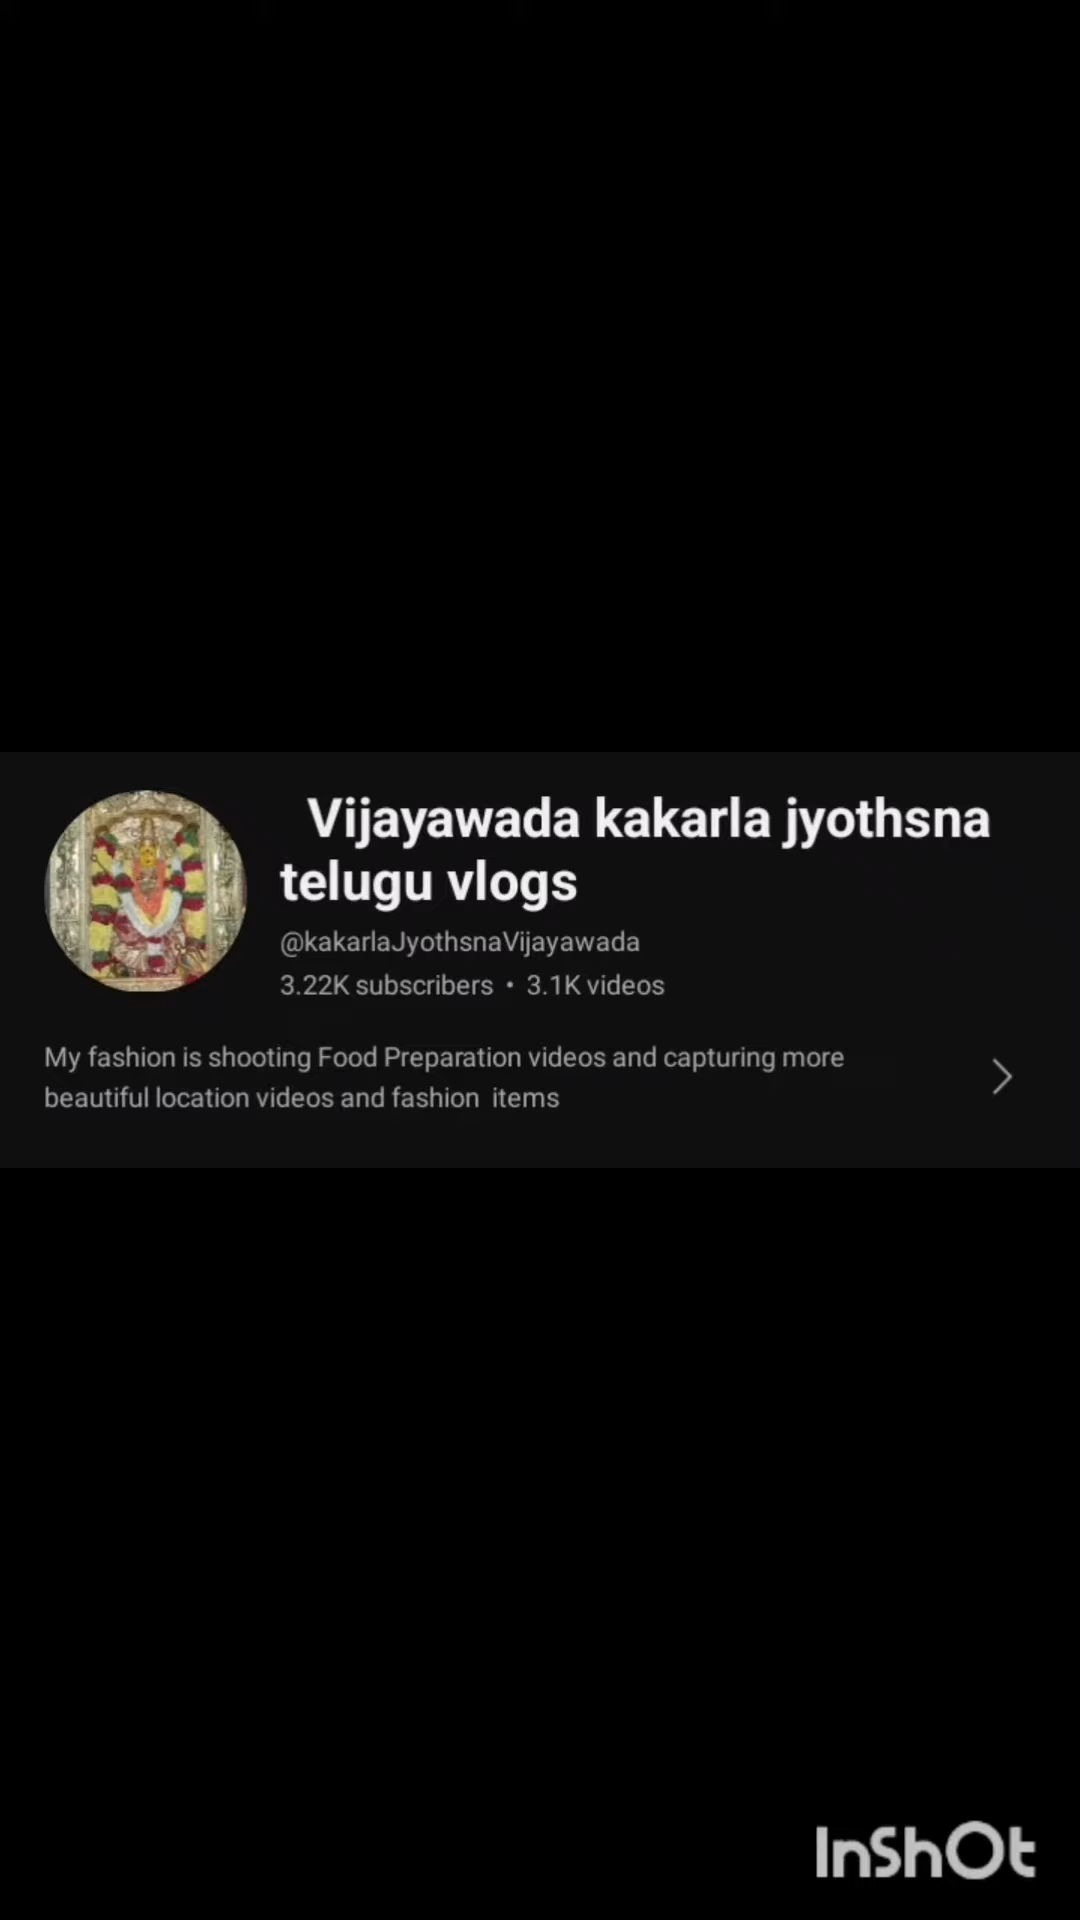 Vijayawada kakarla jyothsna
telugu vlogs
@kakarlaJyothsnaVijayawada
3.22K subscribers • 3.1K videos
My fashion is shooting Food Preparation videos and capturing more
beautiful location videos and fashion  items
InShOt